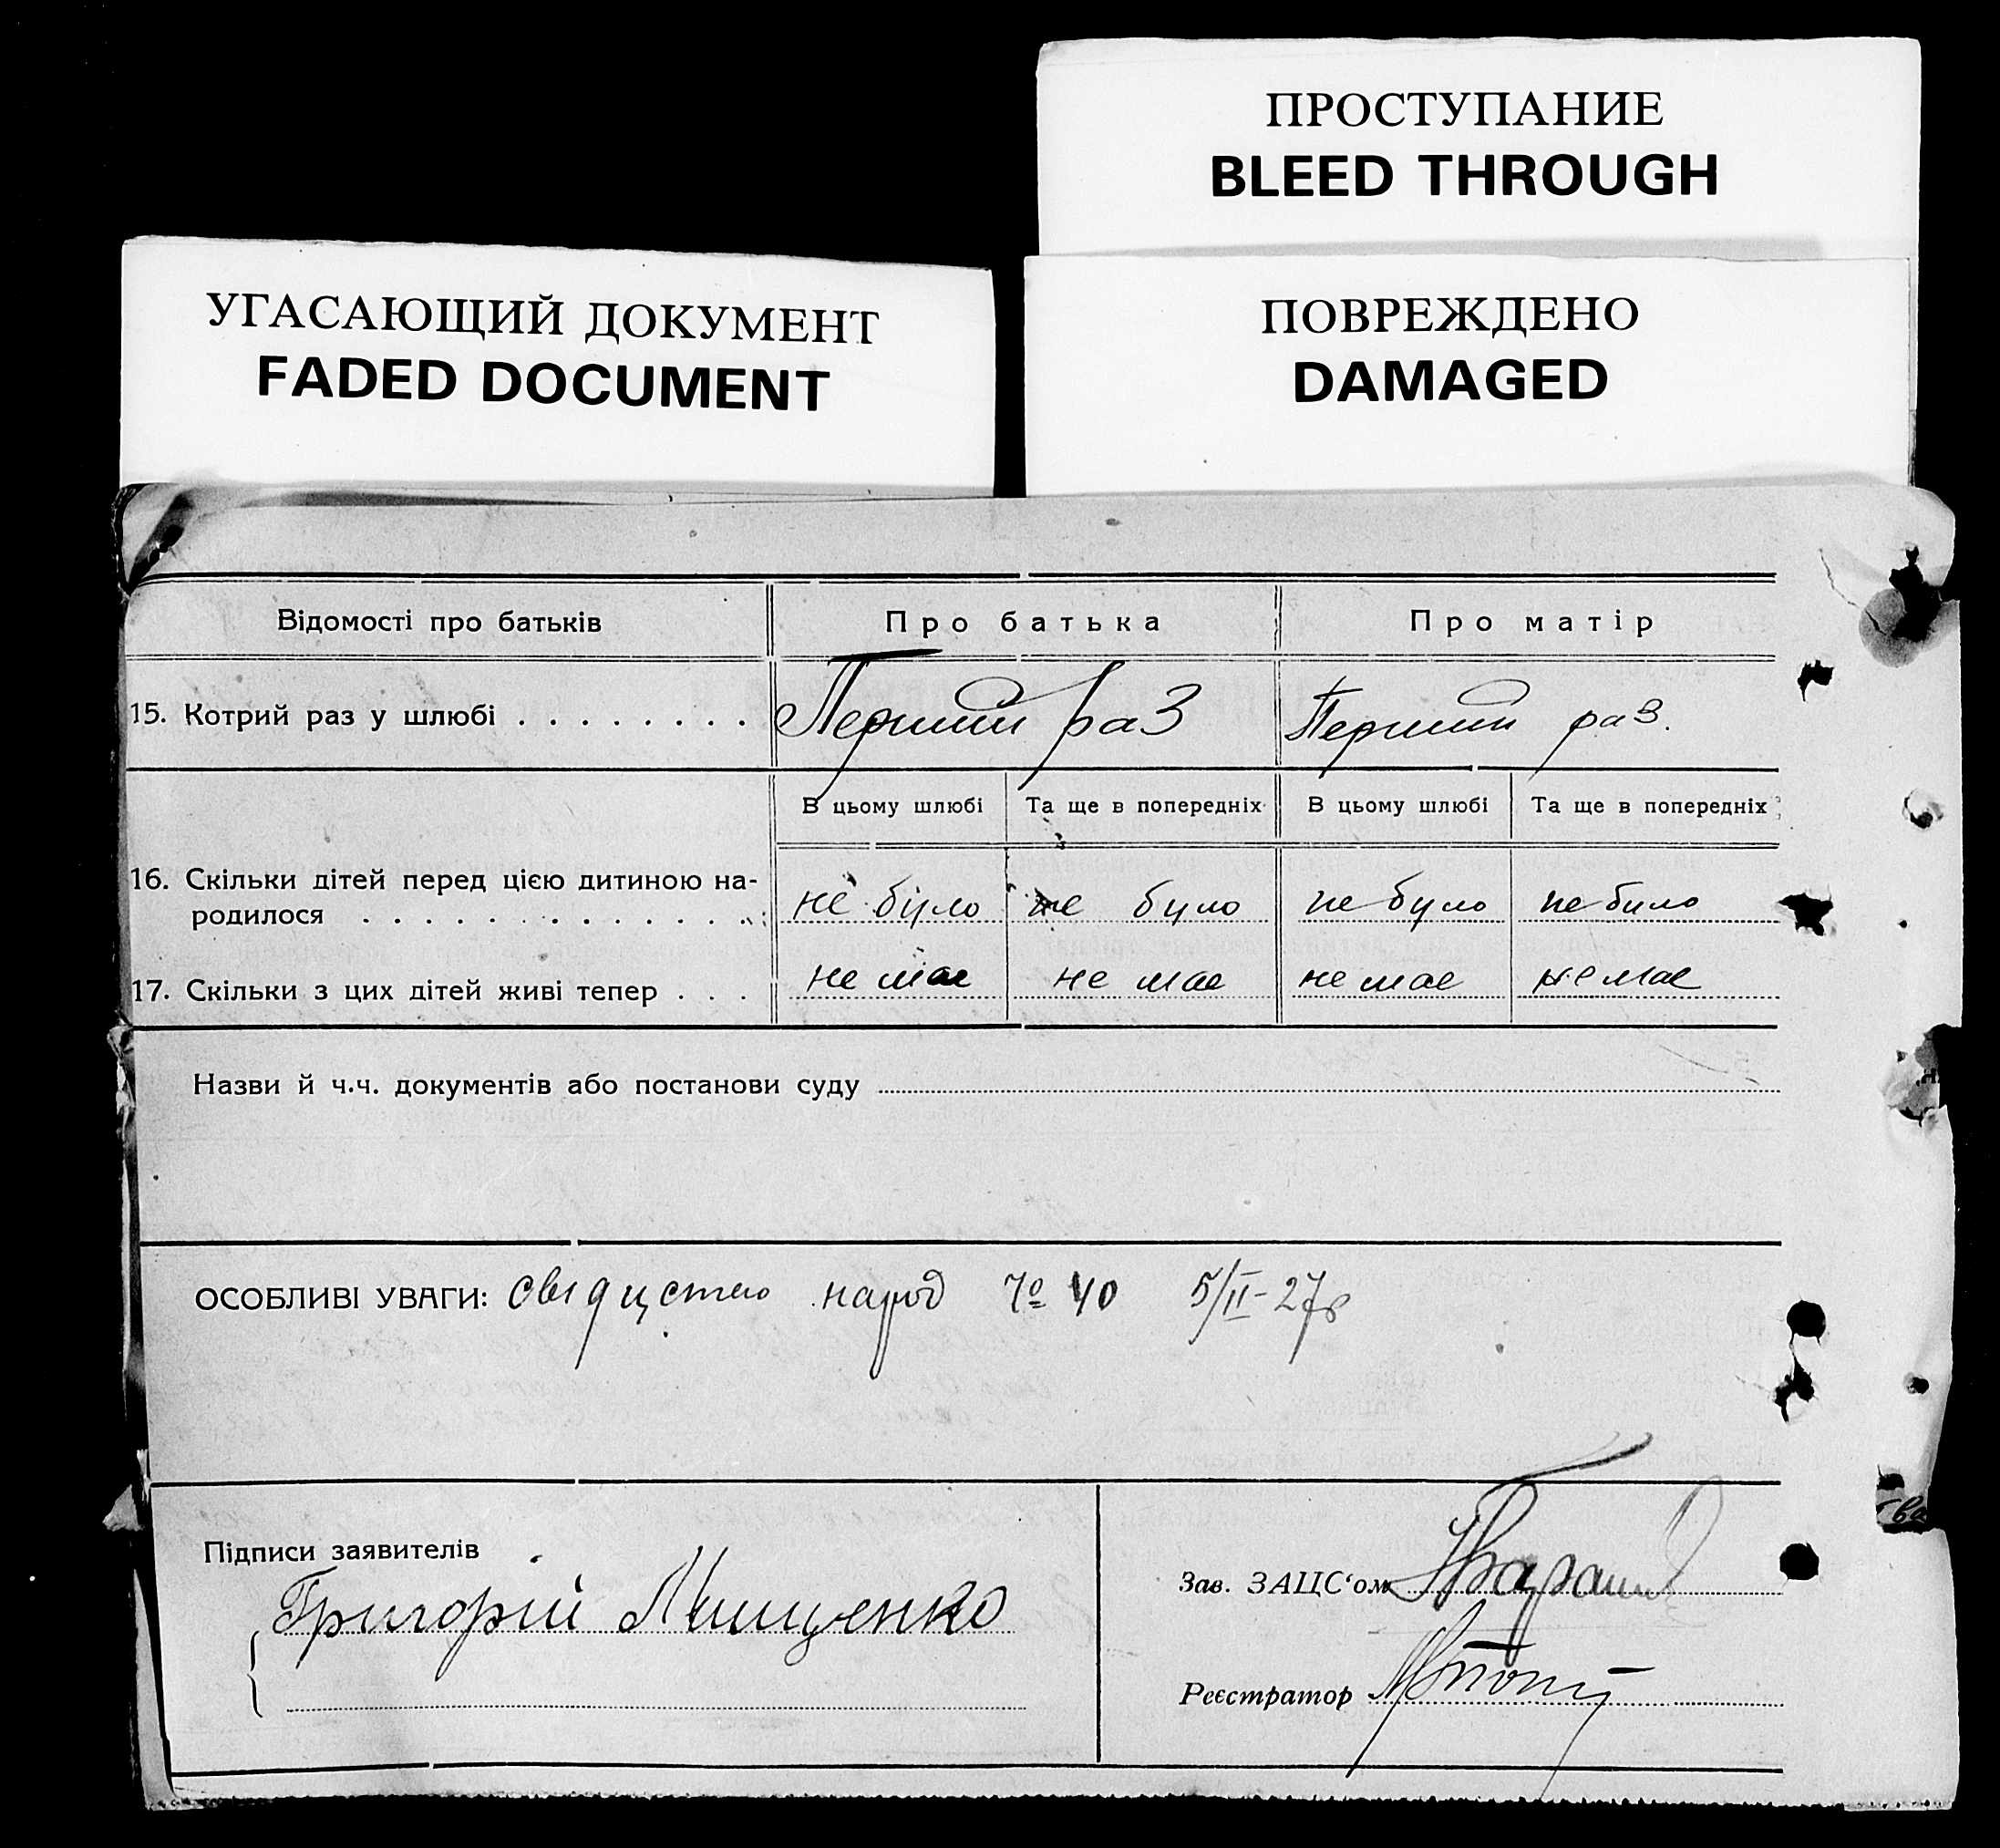 ПРОСТУПАНИЕ
BLEED THROUGH
УГАСАЮЩИЙ ДОКУМЕНТ
FADED DOCUMENT
ПОВРЕЖДЕНО
DAMAGED
Відомості про батьків Про батька Про матір
15. Котрий раз у шлюбі . . . . . . . . Перший раз Перший раз.
В цьому шлюбі Та ще в попередніх В цьому шлюбі Та ще в попередніх
16. Скільки дітей перед цією дитиною на-
родилося . . . . . . . . . . . . . не було не було не було не було
17. Скільки з цих дітей живі тепер . . . не має не має не має не має
Назви й ч.ч. документів або постанови суду
ОСОБЛИВІ УВАГИ: народ 40 5/II-27р
Підписи заявителів
Григорій Мищенко
Зав. ЗАЦС‘ом
Реєстратор